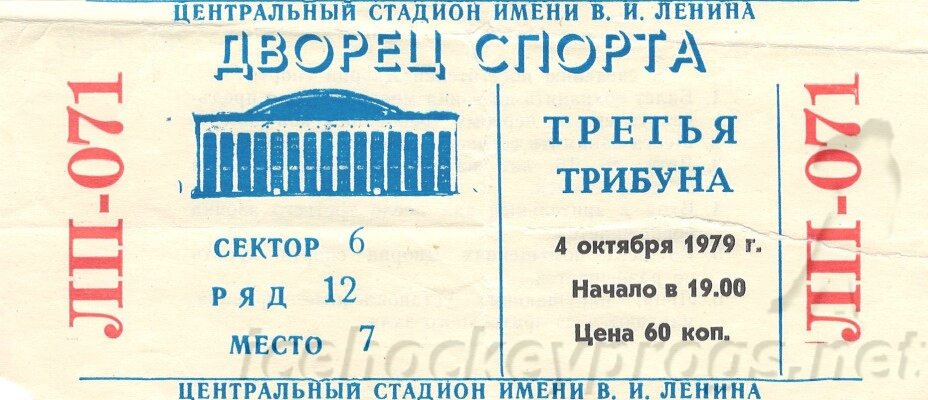 ЦЕНТРАЛЬНЫЙ СТАДИОН ИМЕНИ В. И. ЛЕНИНА
ДВОРЕЦ СПОРТА
ЛП-071
СЕКТОР 6
РЯД 12
МЕСТО 7
ТРЕТЬЯ
ТРИБУНА
4 октября 1979 г.
Начало в 19.00
Цена 60 коп.
ЛП-071
icehockeyprogs.net
ЦЕНТРАЛЬНЫЙ СТАДИОН ИМЕНИ В. И. ЛЕНИНА